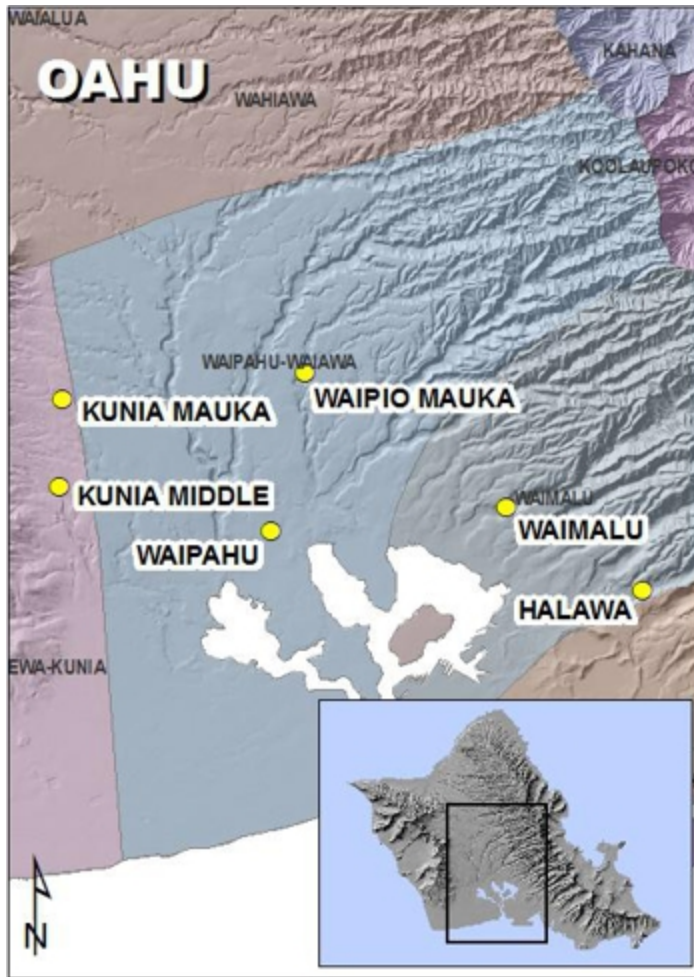 WAIALUA
OAHU
KAHANA
WAHIAWA
KOOLAUPOKO
WAIPAHU-WAIAWA
KUNIA MAUKA
WAIPIO MAUKA
KUNIA MIDDLE
WAIMALU
WAIMALU
WAIPAHU
HALAWA
EWA-KUNIA
N